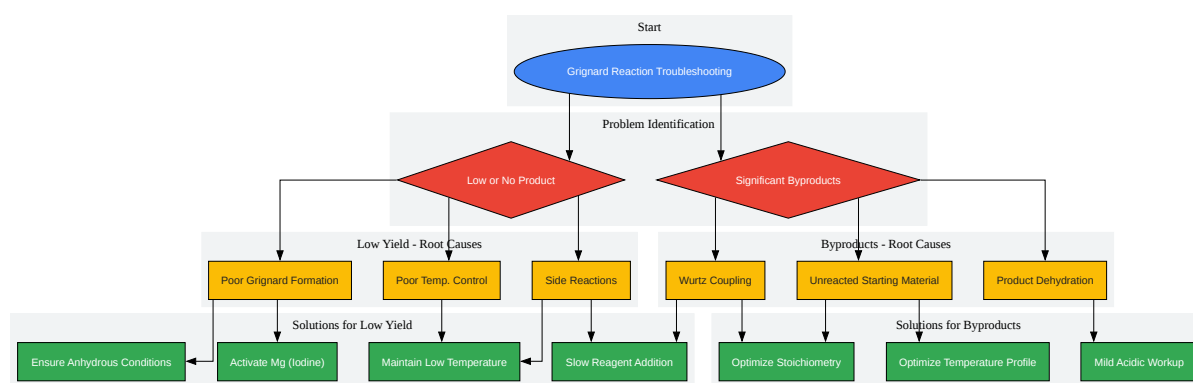 Start
Grignard Reaction Troubleshooting
Problem Identification
Low or No Product
Significant Byproducts
Low Yield - Root Causes
Byproducts - Root Causes
Poor Grignard Formation
Poor Temp. Control
Side Reactions
Wurtz Coupling
Unreacted Starting Material
Product Dehydration
Solutions for Low Yield
Solutions for Byproducts
Ensure Anhydrous Conditions
Activate Mg (Iodine)
Maintain Low Temperature
Slow Reagent Addition
Optimize Stoichiometry
Optimize Temperature Profile
Mild Acidic Workup